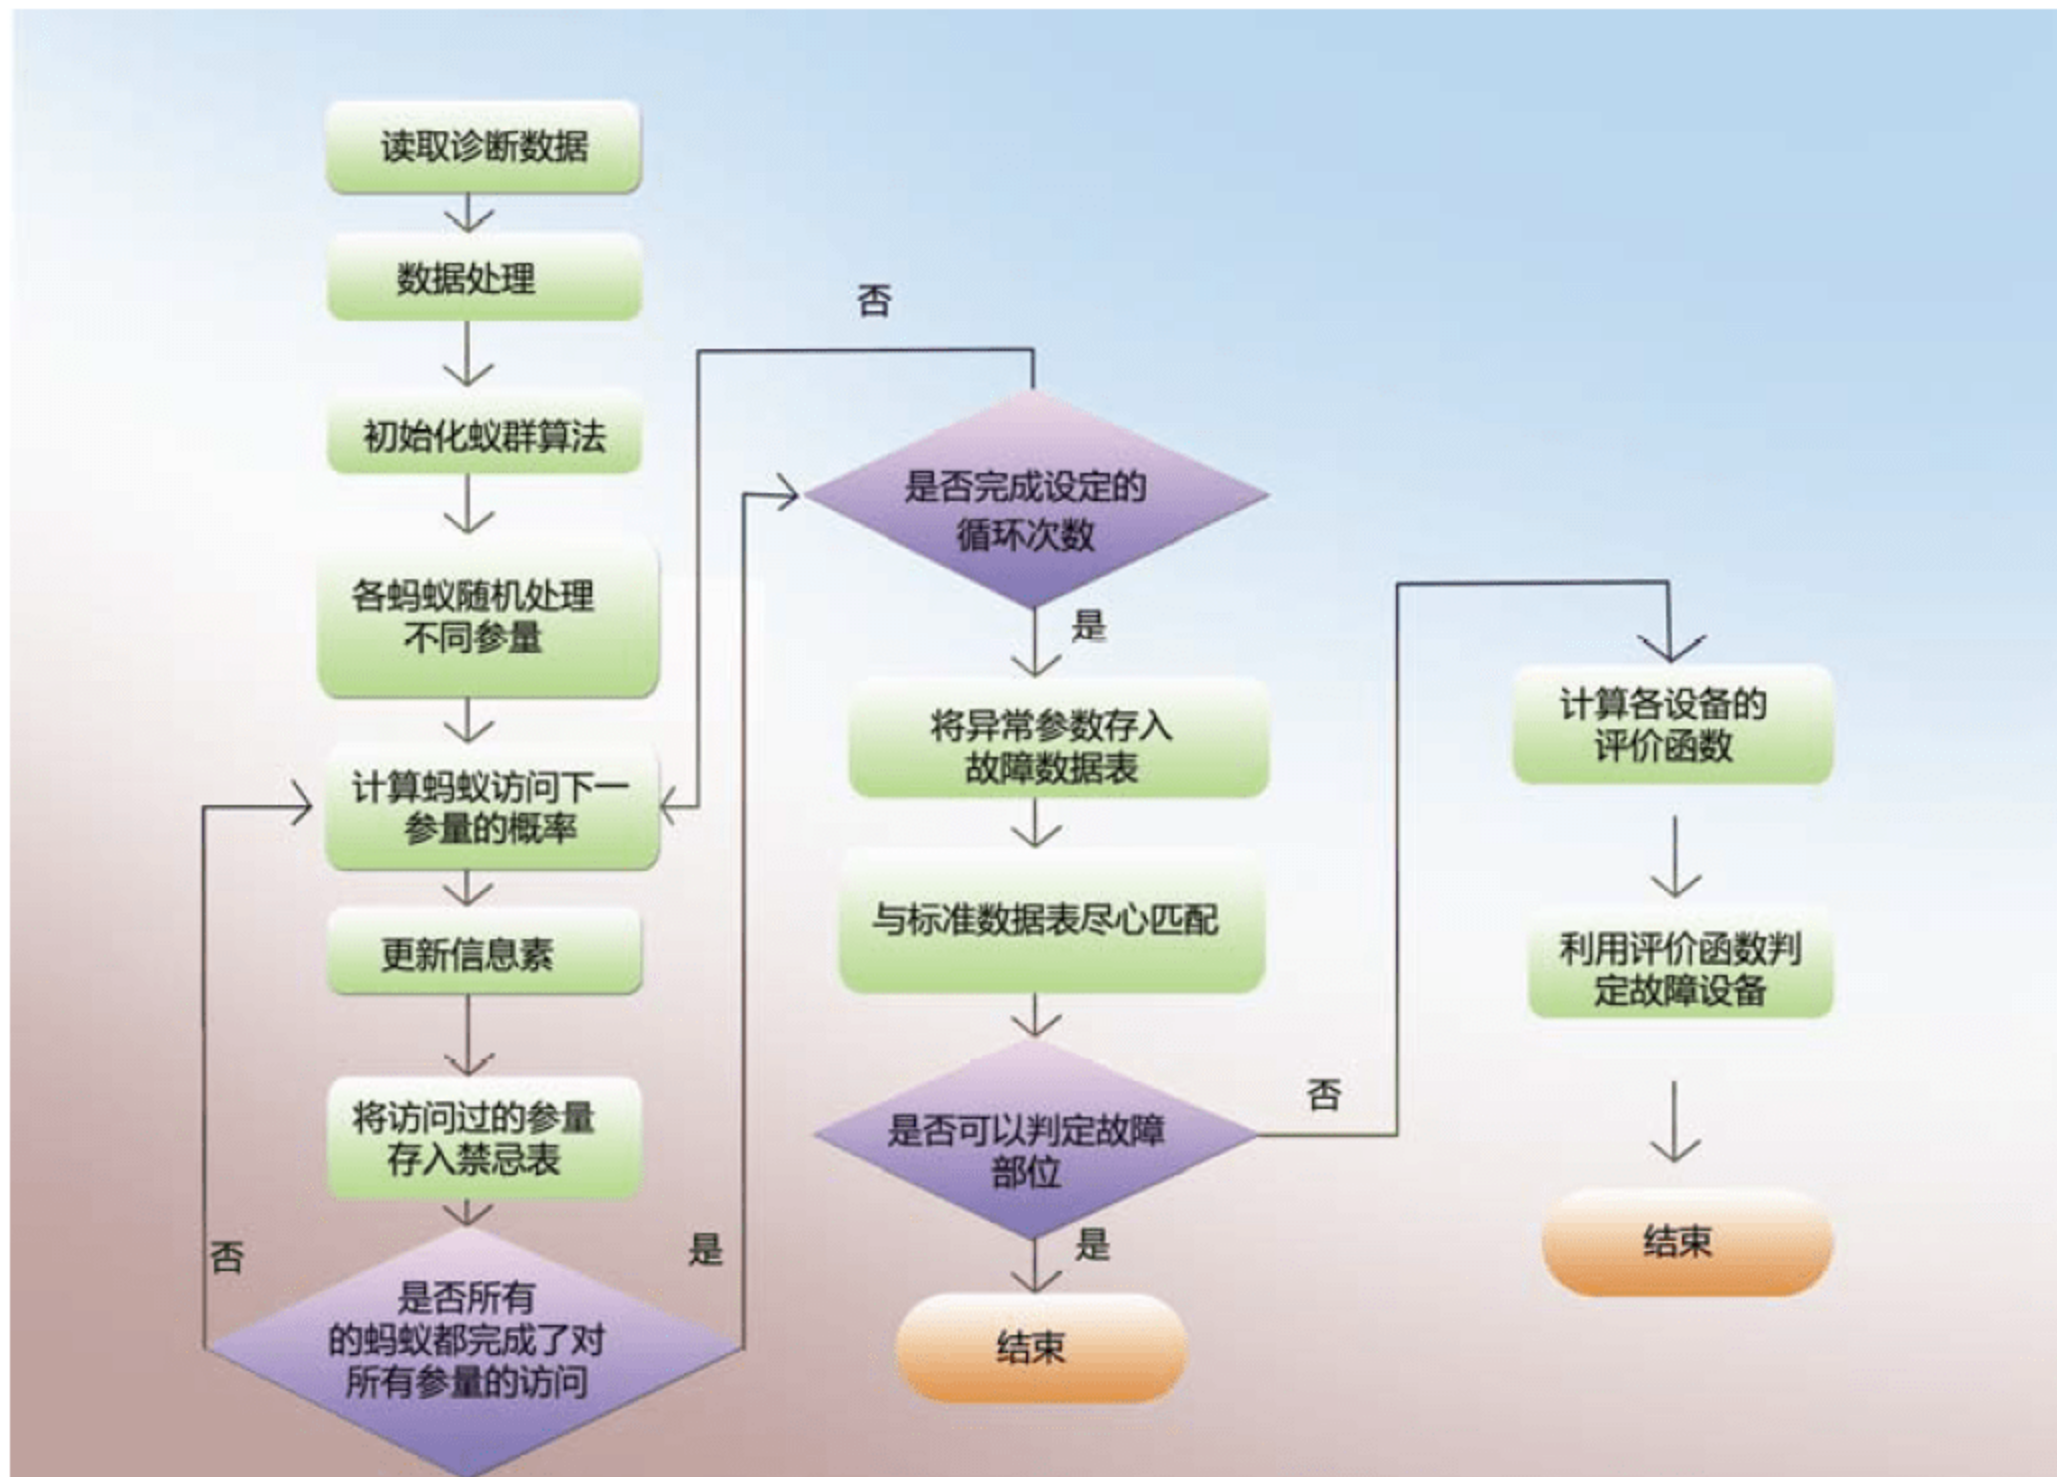 读取诊断数据
数据处理
初始化蚁群算法
各蚂蚁随机处理
不同参量
计算蚂蚁访问下一
参量的概率
更新信息素
将访问过的参量
存入禁忌表
否
是
是否所有
的蚂蚁都完成了对
所有参量的访问
否
是否完成设定的
循环次数
是
将异常参数存入
故障数据表
与标准数据表尽心匹配
是否可以判定故障
部位
否
是
结束
计算各设备的
评价函数
利用评价函数判
定故障设备
结束